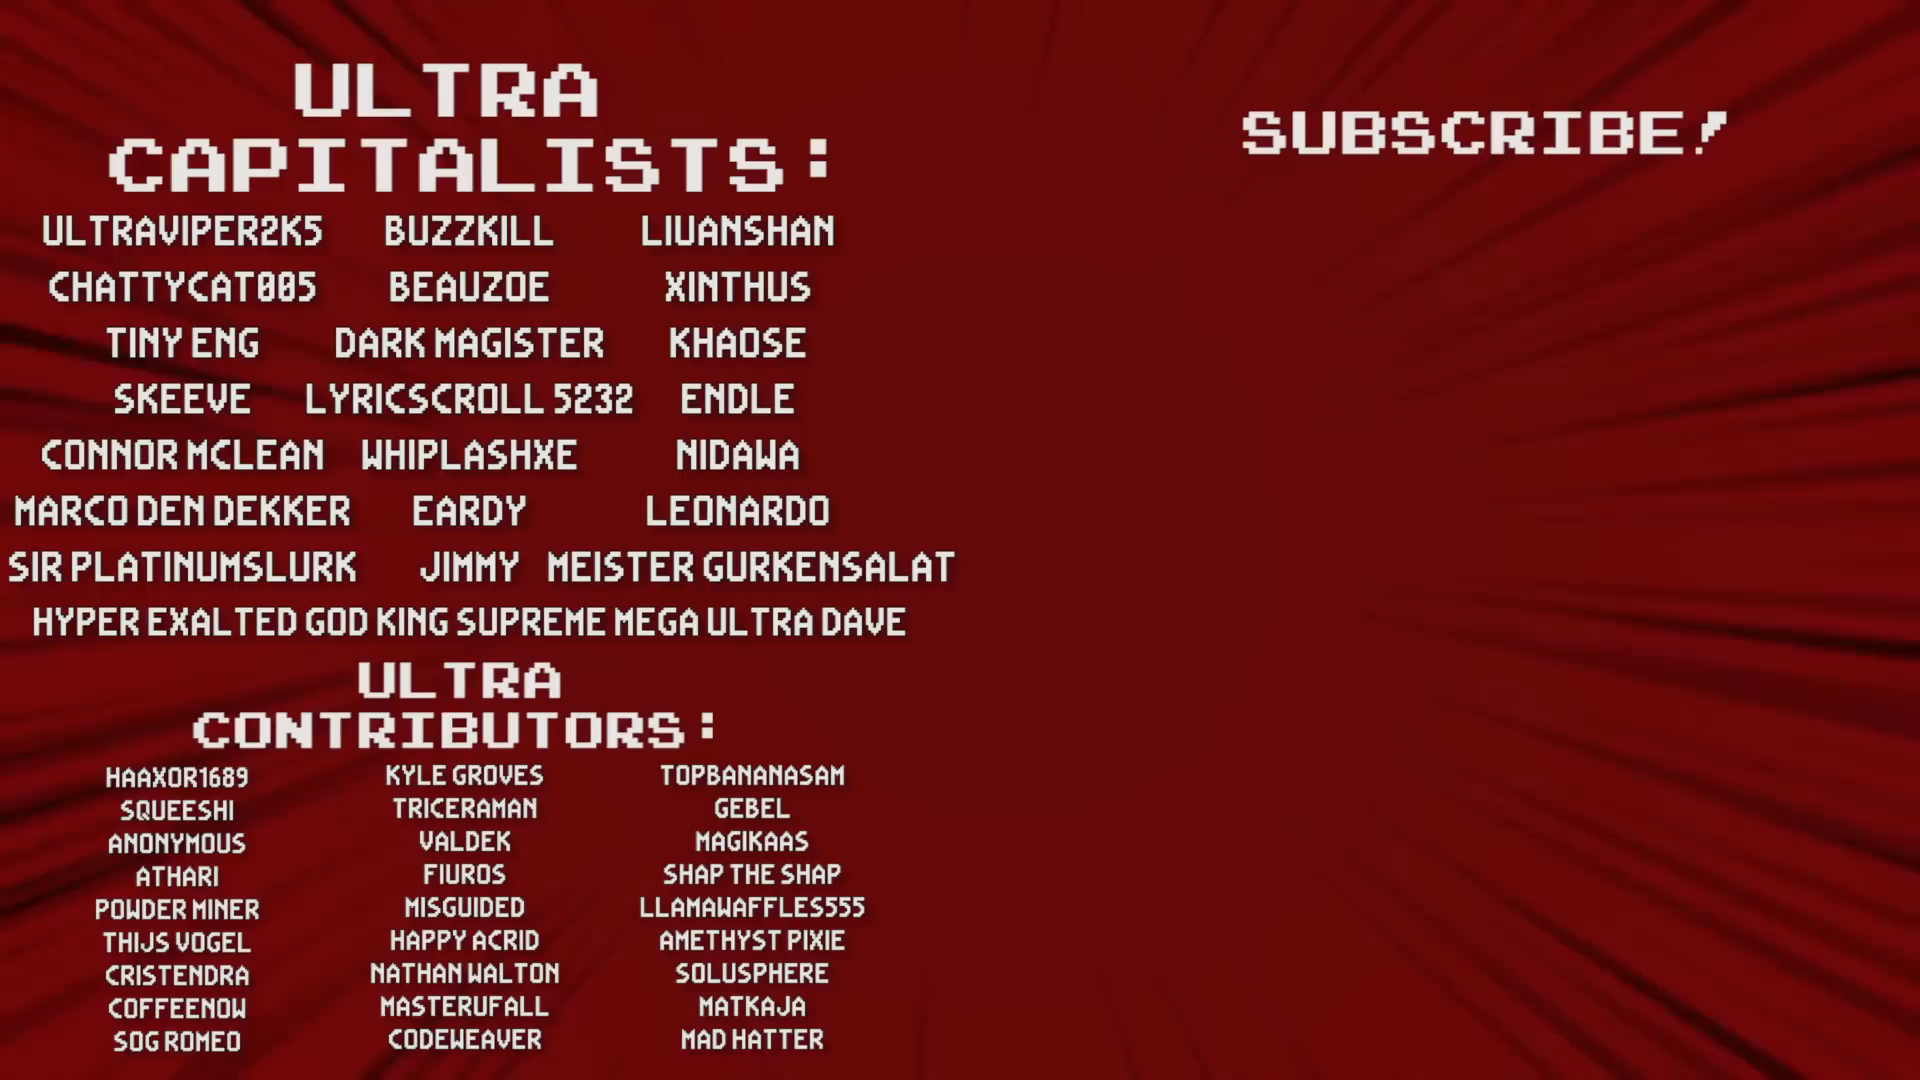 ULTRA
CAPITALISTS:
SUBSCRIBE!
ULTRAVIPER2K5 BUZZKILL LIUANSHAN
CHATTYCAT005 BEAUZOE XINTHUS
TINY ENG DARK MAGISTER KHAOSE
SKEEVE LYRICSCROLL 5232 ENDLE
CONNOR MCLEAN WHIPLASHXE NIDAWA
MARCO DEN DEKKER EARDY LEONARDO
SIR PLATINUMSLURK JIMMY MEISTER GURKENSALAT
HYPER EXALTED GOD KING SUPREME MEGA ULTRA DAVE
ULTRA
CONTRIBUTORS:
HAAXOR1689 KYLE GROVES TOPBANANASAM
SQUEESHI TRICERAMAN GEBEL
ANONYMOUS VALDEK MAGIKAAS
ATHARI FIUROS SHAP THE SHAP
POWDER MINER MISGUIDED LLAMAWAFFLES555
THIJS VOGEL HAPPY ACRID AMETHYST PIXIE
CRISTENDRA NATHAN WALTON SOLUSPHERE
COFFEENOW MASTERUFALL MATKAJA
SOG ROMEO CODEWEAVER MAD HATTER